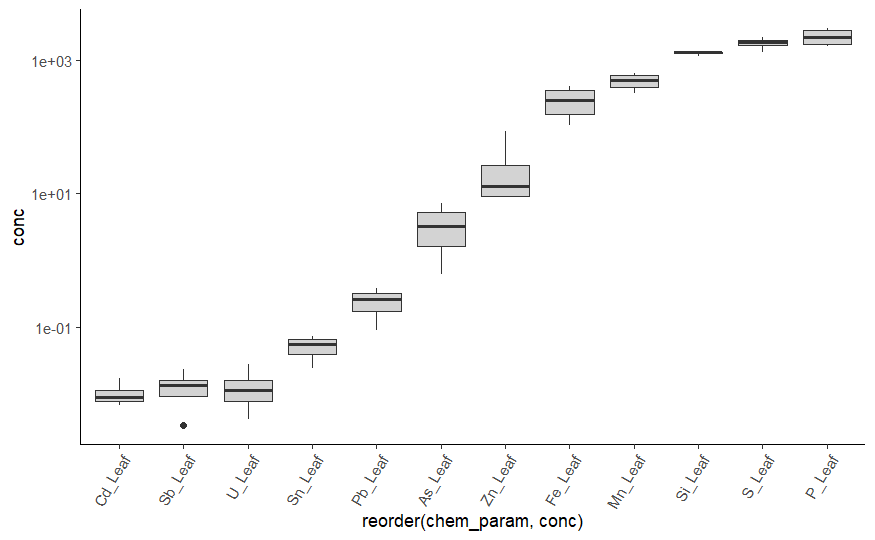 conc
1e+03
1e+01
1e-01
Cd_Leaf
Sb_Leaf
U_Leaf
Sn_Leaf
Pb_Leaf
As_Leaf
Zn_Leaf
Fe_Leaf
Mn_Leaf
Si_Leaf
S_Leaf
P_Leaf
reorder(chem_param, conc)